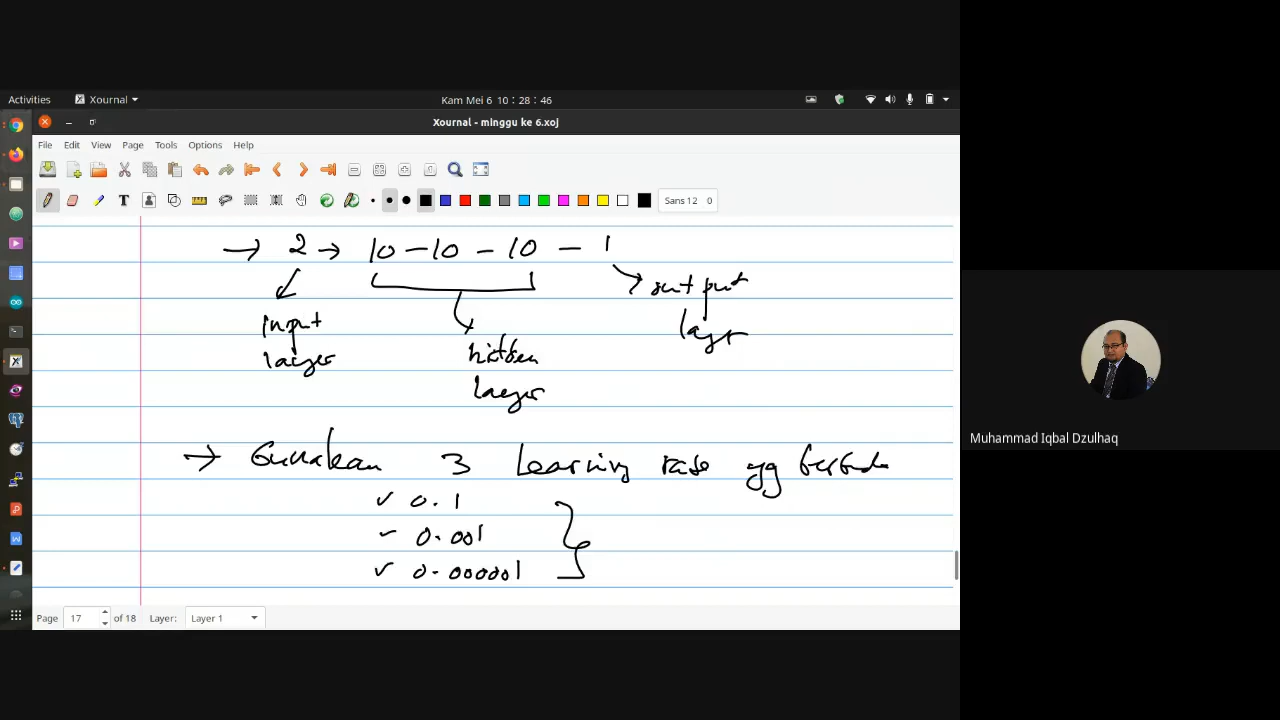 Activities Xournal Kam Mei 6 10 : 28 : 46
Xournal - minggu ke 6.xoj
File Edit View Page Tools Options Help
T Sans 12 0
→ 2 → 10 - 10 - 10 - 1
input layer
hidden layer
output layer
→ Gunakan 3 learning rate yg berbeda
✓ 0.1
✓ 0.001
✓ 0.000001
Page 17 of 18 Layer: Layer 1
Muhammad Iqbal Dzulhaq